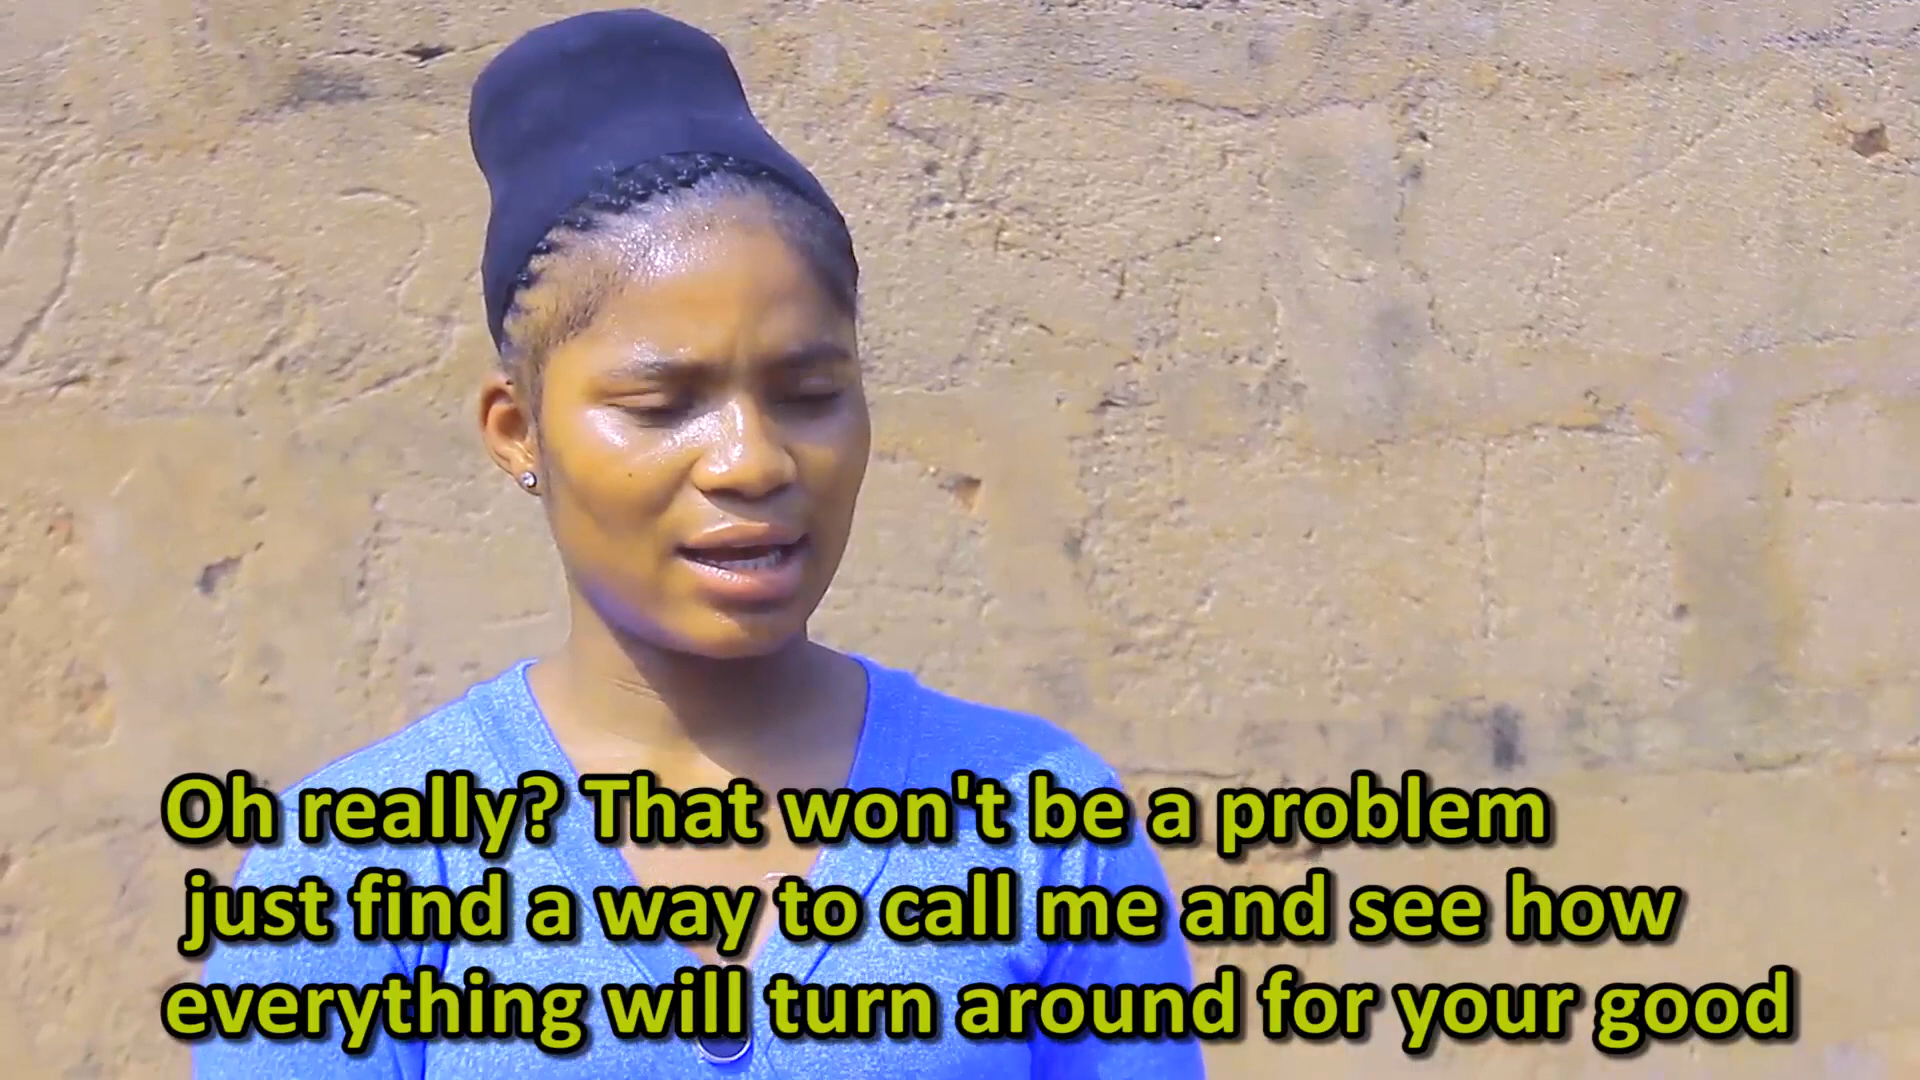 Oh really? That won't be a problem
just find a way to call me and see how
everything will turn around for your good